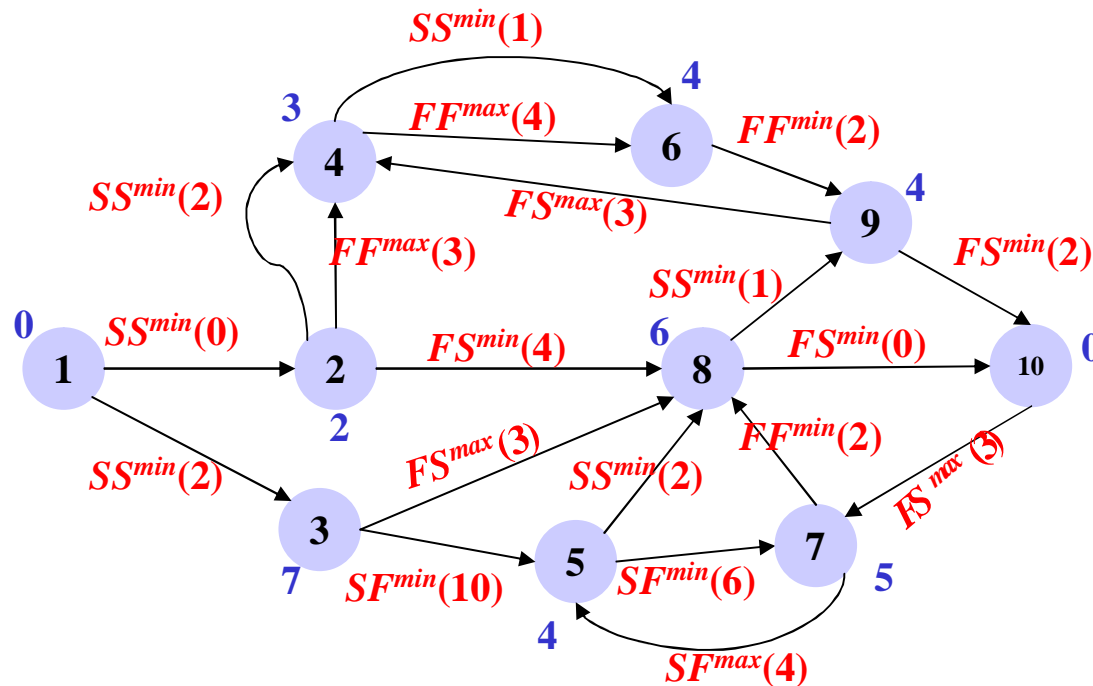 SS^min(1)
4
3
FF^max(4)
6
FF^min(2)
4
4
SS^min(2)
FS^max(3)
9
FF^max(3)
FS^min(2)
SS^min(1)
0
SS^min(0)
6
FS^min(0)
0
1
2
FS^min(4)
8
10
2
FS^max(3)
SS^min(2)
FF^min(2)
SS^min(2)
FS^max(3)
3
5
7
7
SF^min(10)
SF^min(6)
5
4
SF^max(4)